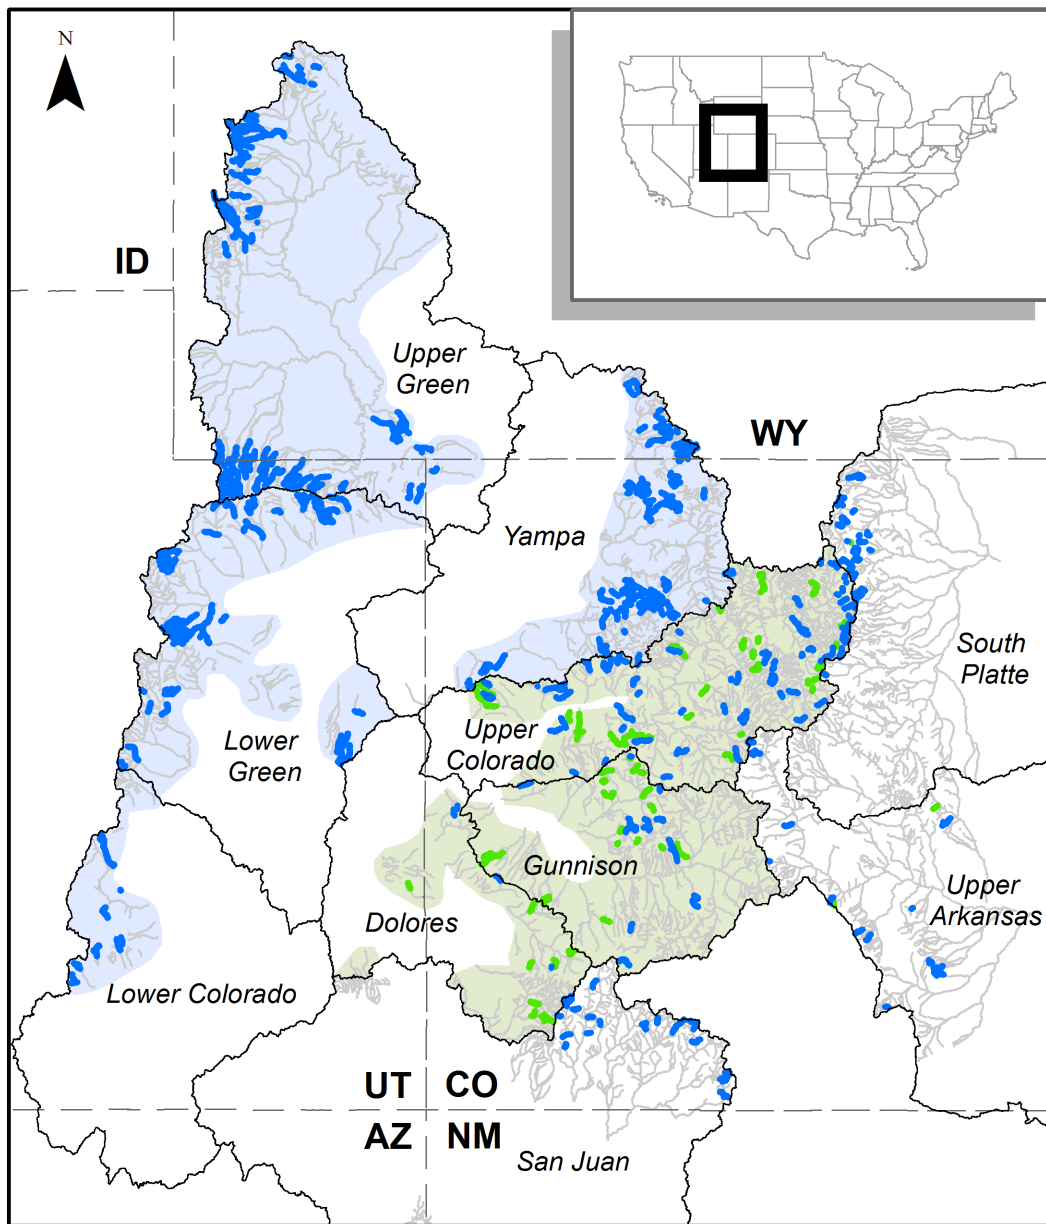 N
ID
Upper
Green
WY
Yampa
South
Platte
Upper
Colorado
Lower
Green
Gunnison
Upper
Arkansas
Dolores
Lower Colorado
UT CO
AZ NM
San Juan